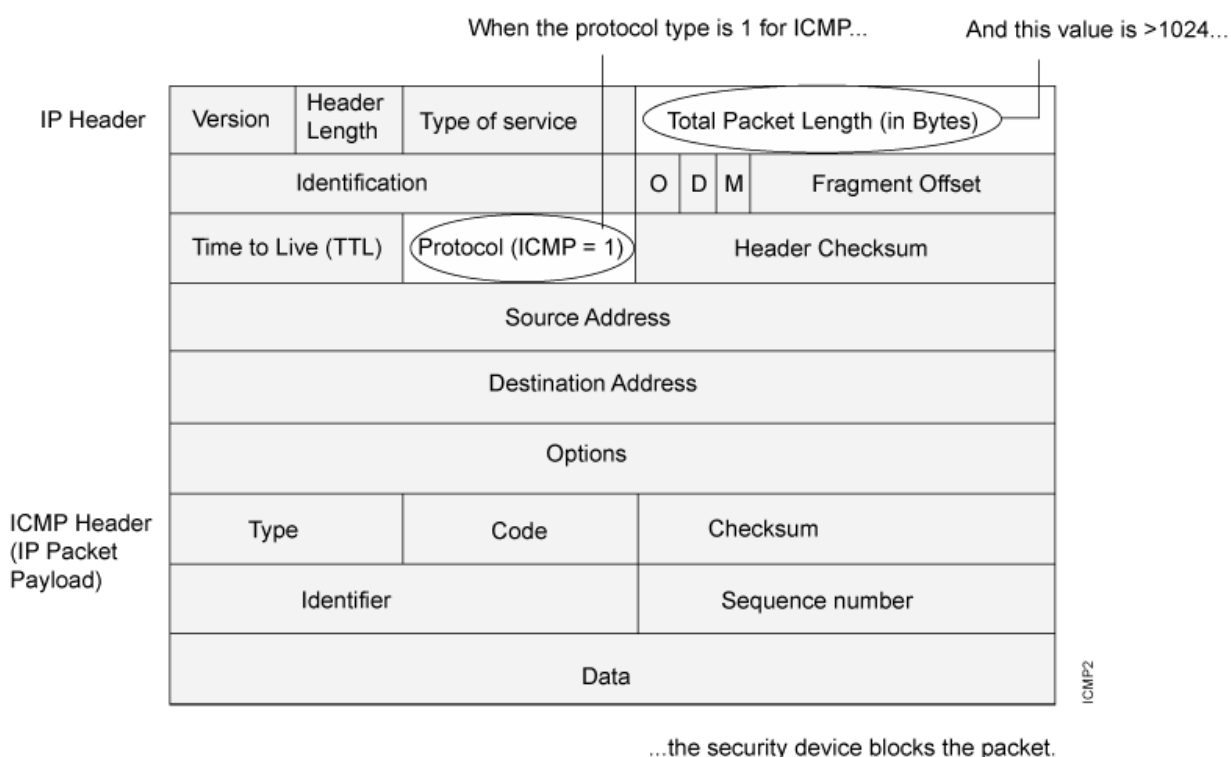 When the protocol type is 1 for ICMP...
And this value is >1024...
IP Header
Version
Header
Length
Type of service
Total Packet Length (in Bytes)
Identification
O
D
M
Fragment Offset
Time to Live (TTL)
Protocol (ICMP = 1)
Header Checksum
Source Address
Destination Address
Options
ICMP Header
(IP Packet
Payload)
Type
Code
Checksum
Identifier
Sequence number
Data
ICMP2
...the security device blocks the packet.